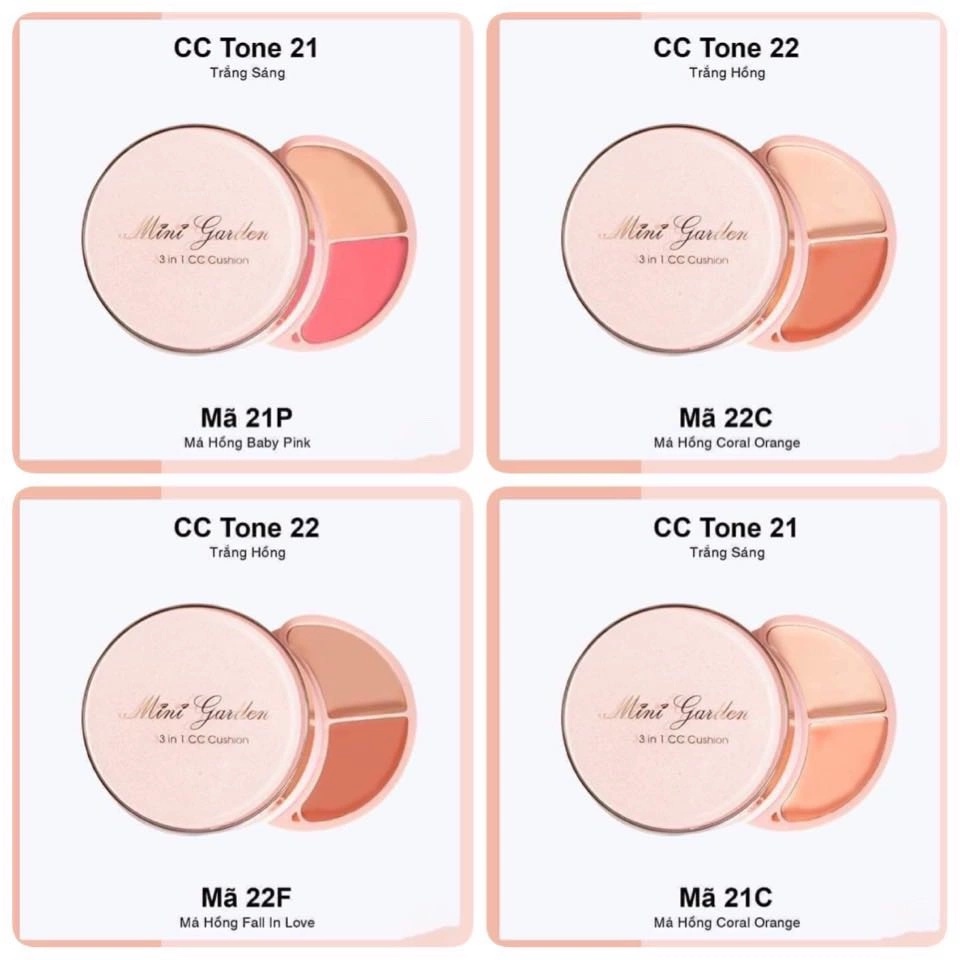 CC Tone 21
Trắng Sáng
Mini Garden
3 in 1 CC Cushion
Mã 21P
Má Hồng Baby Pink
CC Tone 22
Trắng Hồng
Mini Garden
3 in 1 CC Cushion
Mã 22C
Má Hồng Coral Orange
CC Tone 22
Trắng Hồng
Mini Garden
3 in 1 CC Cushion
Mã 22F
Má Hồng Fall In Love
CC Tone 21
Trắng Sáng
Mini Garden
3 in 1 CC Cushion
Mã 21C
Má Hồng Coral Orange